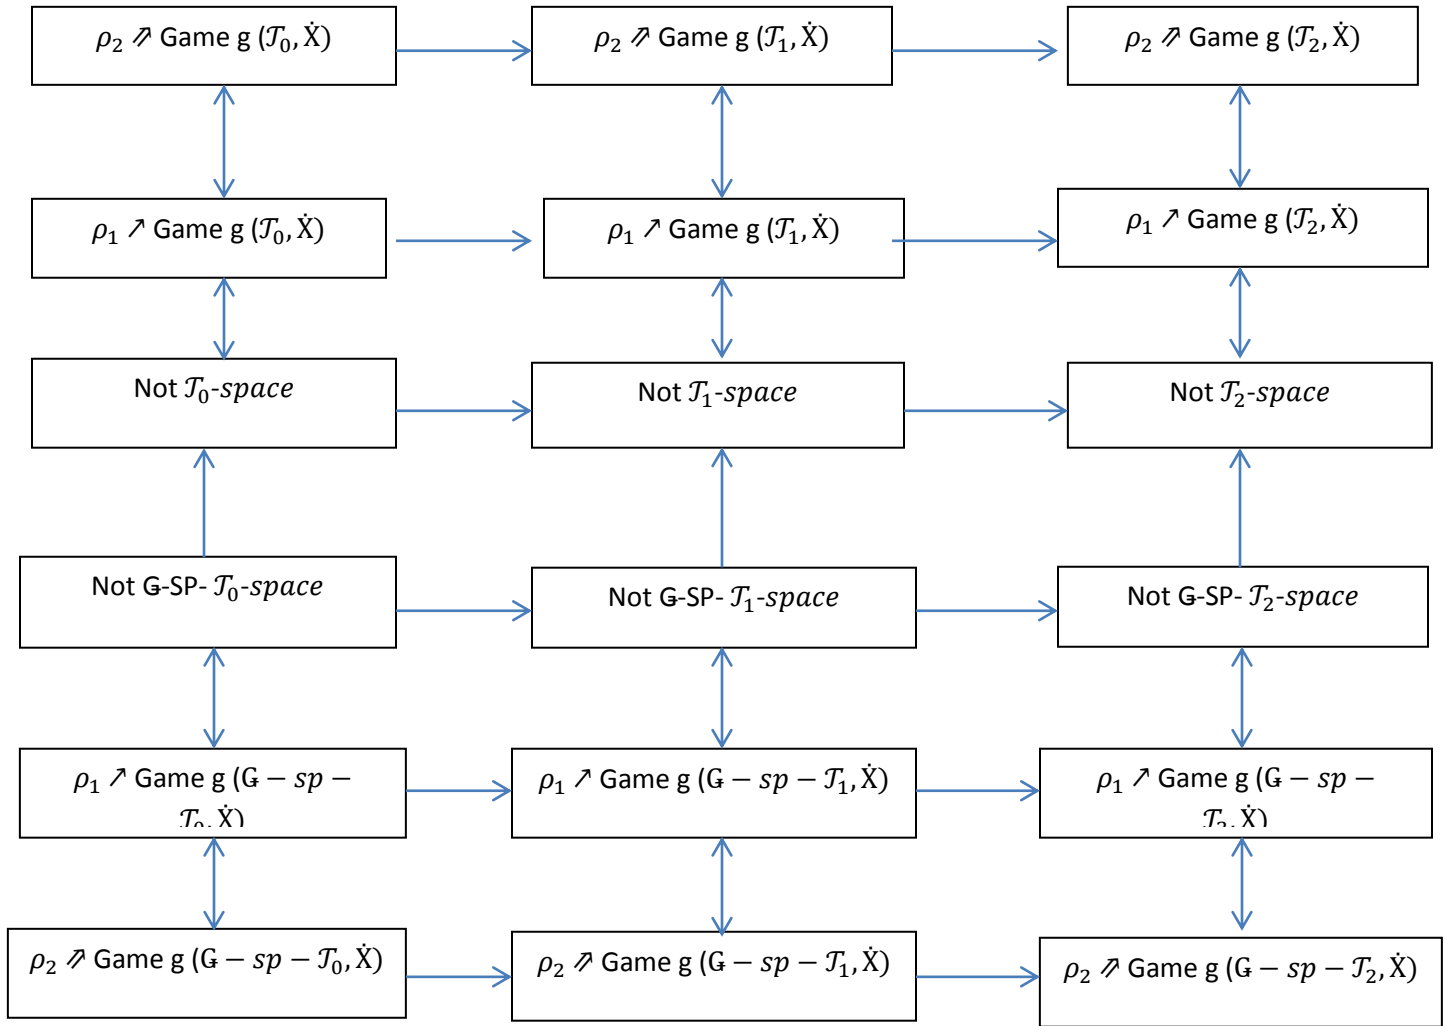 𝜌₂ ⇗̸ Game g (𝒯₀, Ẋ)
𝜌₂ ⇗̸ Game g (𝒯₁, Ẋ)
𝜌₂ ⇗̸ Game g (𝒯₂, Ẋ)
𝜌₁ ↗ Game g (𝒯₀, Ẋ)
𝜌₁ ↗ Game g (𝒯₁, Ẋ)
𝜌₁ ↗ Game g (𝒯₂, Ẋ)
Not 𝒯₀-space
Not 𝒯₁-space
Not 𝒯₂-space
Not Ǥ-SP- 𝒯₀-space
Not Ǥ-SP- 𝒯₁-space
Not Ǥ-SP- 𝒯₂-space
𝜌₁ ↗ Game g (Ǥ − sp −
𝒯₀, Ẋ)
𝜌₁ ↗ Game g (Ǥ − sp − 𝒯₁, Ẋ)
𝜌₁ ↗ Game g (Ǥ − sp −
𝒯₂, Ẋ)
𝜌₂ ⇗̸ Game g (Ǥ − sp − 𝒯₀, Ẋ)
𝜌₂ ⇗̸ Game g (Ǥ − sp − 𝒯₁, Ẋ)
𝜌₂ ⇗̸ Game g (Ǥ − sp − 𝒯₂, Ẋ)